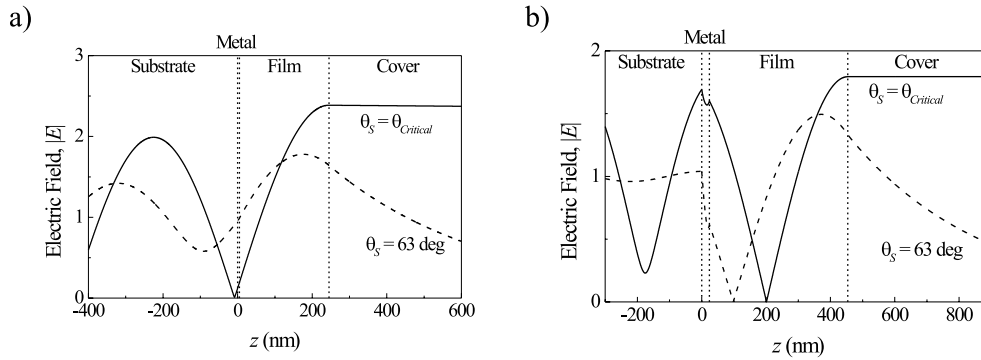 a)
Metal
Substrate Film Cover
3
2
1
0
Electric Field, |E|
θS = θCritical
θS = 63 deg
-400 -200 0 200 400 600
z (nm)
b)
Metal
Substrate Film Cover
2
1
0
Electric Field, |E|
θS = θCritical
θS = 63 deg
-200 0 200 400 600 800
z (nm)